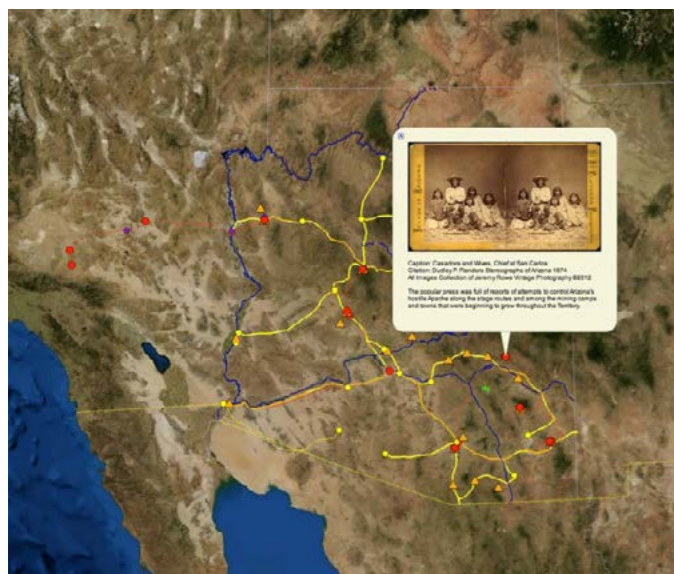 Caption: Casadora and Wives, Chief at San Carlos
Citation: Dudley P. Flanders Stereographs of Arizona 1874
All Images Collection of Jeremy Rowe Vintage Photography ©2012
The popular press was full of reports of attempts to control Arizona's
hostile Apache along the stage routes and among the mining camps
and towns that were beginning to grow throughout the Territory.